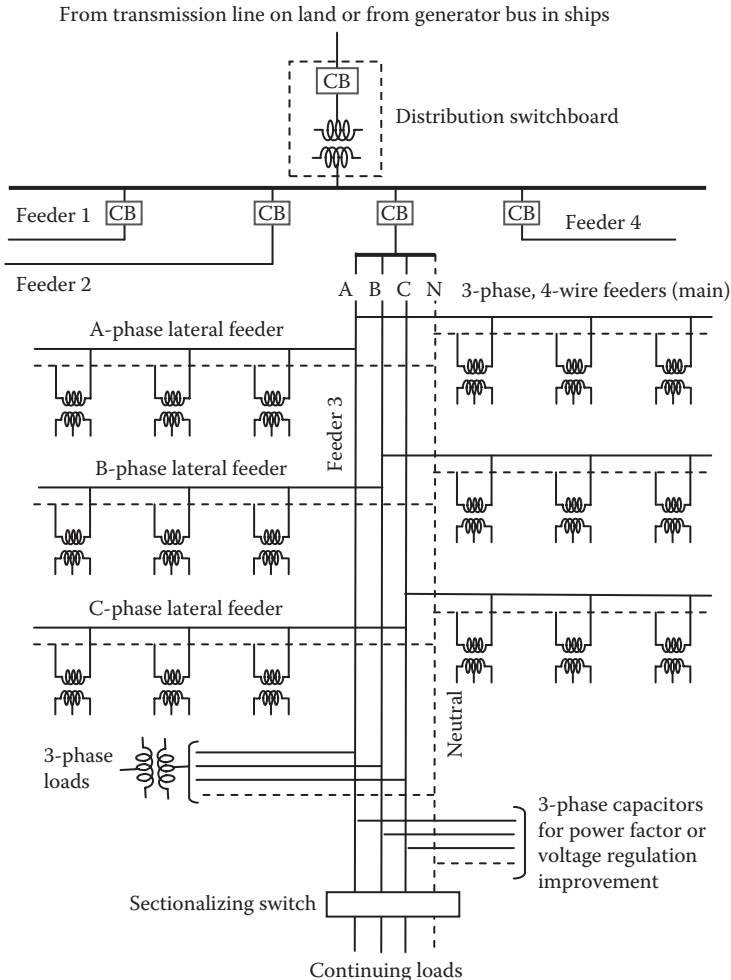 From transmission line on land or from generator bus in ships
CB
Distribution switchboard
Feeder 1
CB
CB
CB
CB
Feeder 4
Feeder 2
A
B
C
N
3-phase, 4-wire feeders (main)
A-phase lateral feeder
Feeder 3
B-phase lateral feeder
C-phase lateral feeder
Neutral
3-phase
loads
3-phase capacitors
for power factor or
voltage regulation
improvement
Sectionalizing switch
Continuing loads